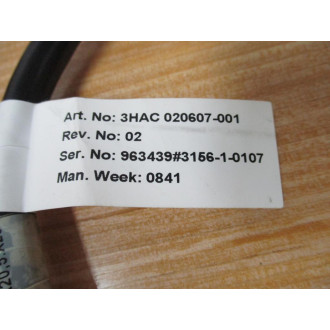 Art. No: 3HAC 020607-001
Rev. No: 02
Ser. No: 963439#3156-1-0107
Man. Week: 0841